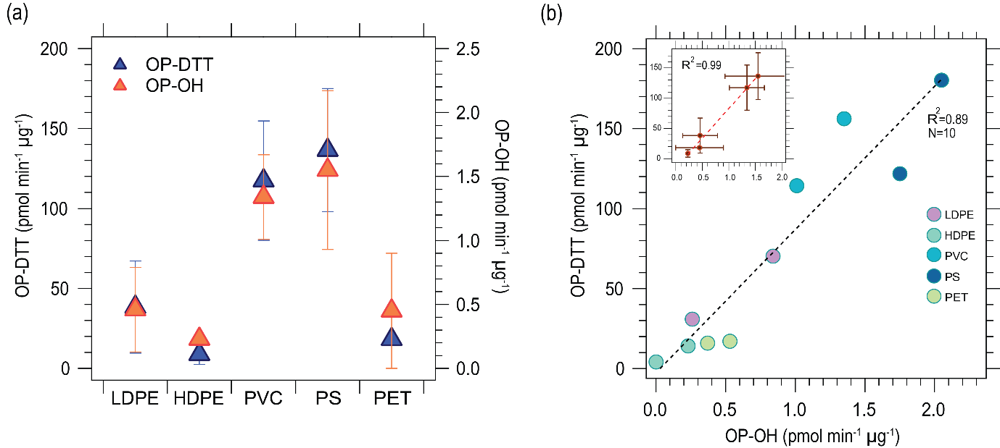 (a)
OP-DTT (pmol min⁻¹ µg⁻¹)
200
150
100
50
0
OP-DTT
OP-OH
2.5
2.0
1.5
1.0
0.5
0.0
OP-OH (pmol min⁻¹ µg⁻¹)
LDPE HDPE PVC PS PET
(b)
OP-DTT (pmol min⁻¹ µg⁻¹)
200
150
100
50
0
R²=0.99
150
100
50
0
0.0 0.5 1.0 1.5 2.0
R²=0.89
N=10
LDPE
HDPE
PVC
PS
PET
0.0 0.5 1.0 1.5 2.0
OP-OH (pmol min⁻¹ µg⁻¹)